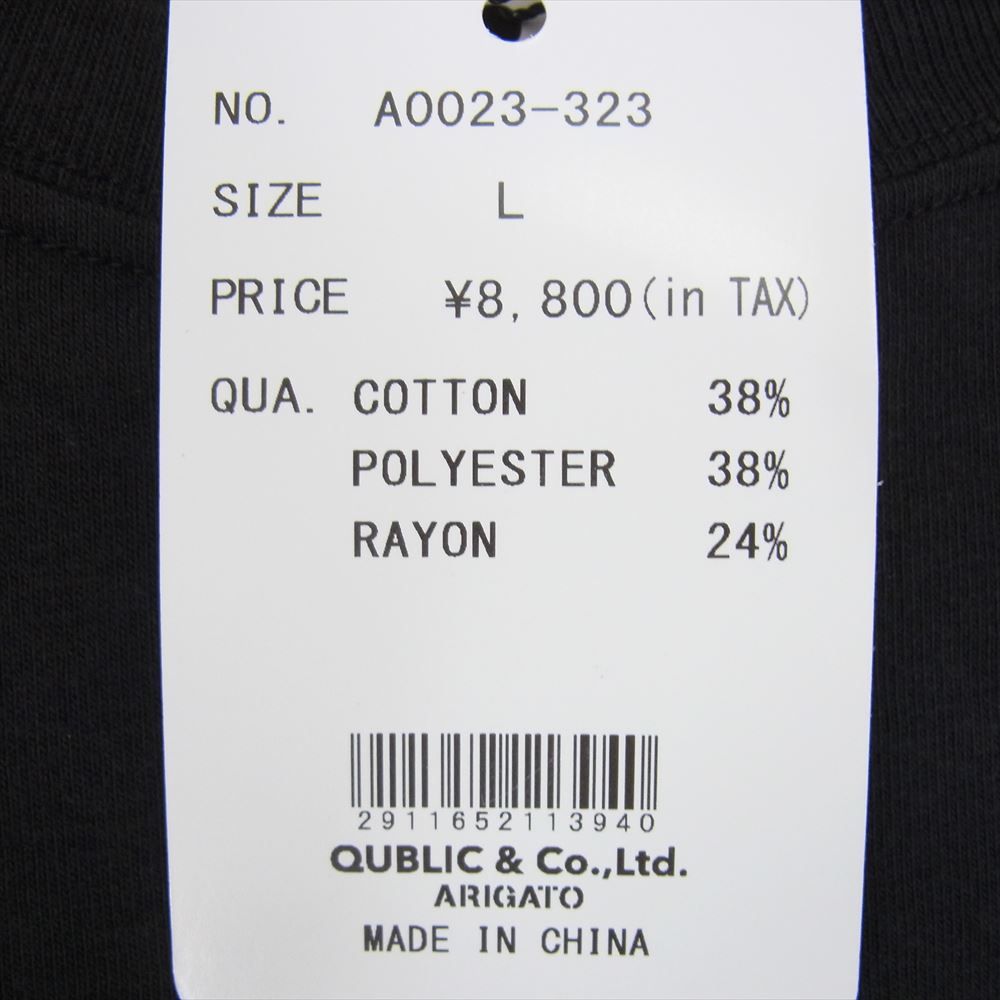 NO. A0023-323
SIZE L
PRICE ¥8,800(in TAX)
QUA. COTTON 38%
POLYESTER 38%
RAYON 24%
2911652113940
QUBLIC & Co.,Ltd.
ARIGATO
MADE IN CHINA